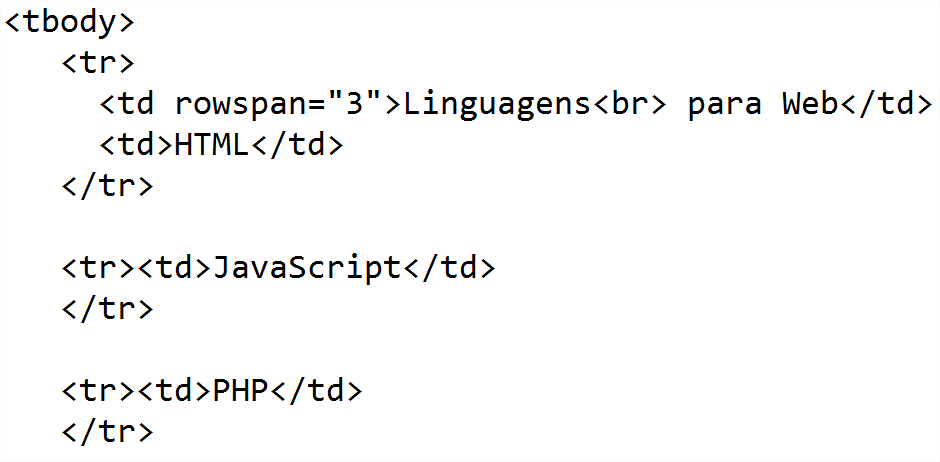 <tbody>
<tr>
<td rowspan="3">Linguagens<br> para Web</td>
<td>HTML</td>
</tr>
<tr><td>JavaScript</td>
</tr>
<tr><td>PHP</td>
</tr>